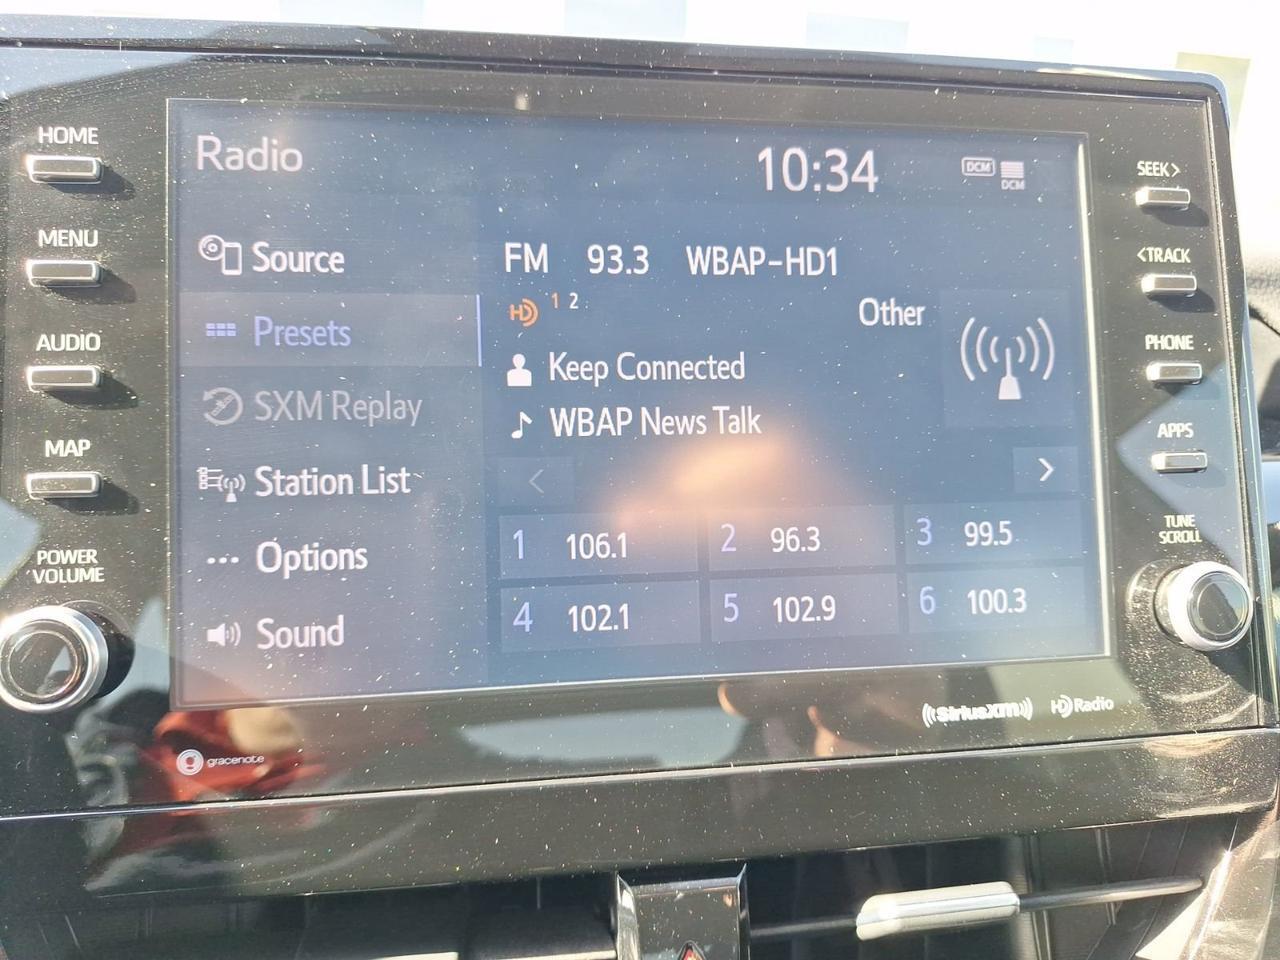 HOME
MENU
AUDIO
MAP
POWER
VOLUME
Radio
10:34
DCM
DCM
Source
Presets
SXM Replay
Station List
Options
Sound
FM 93.3 WBAP-HD1
HD 1 2
Other
Keep Connected
WBAP News Talk
< >
1 106.1 2 96.3 3 99.5
4 102.1 5 102.9 6 100.3
SEEK>
<TRACK
PHONE
APPS
TUNE
SCROLL
gracenote
((SiriusXM)) HD Radio